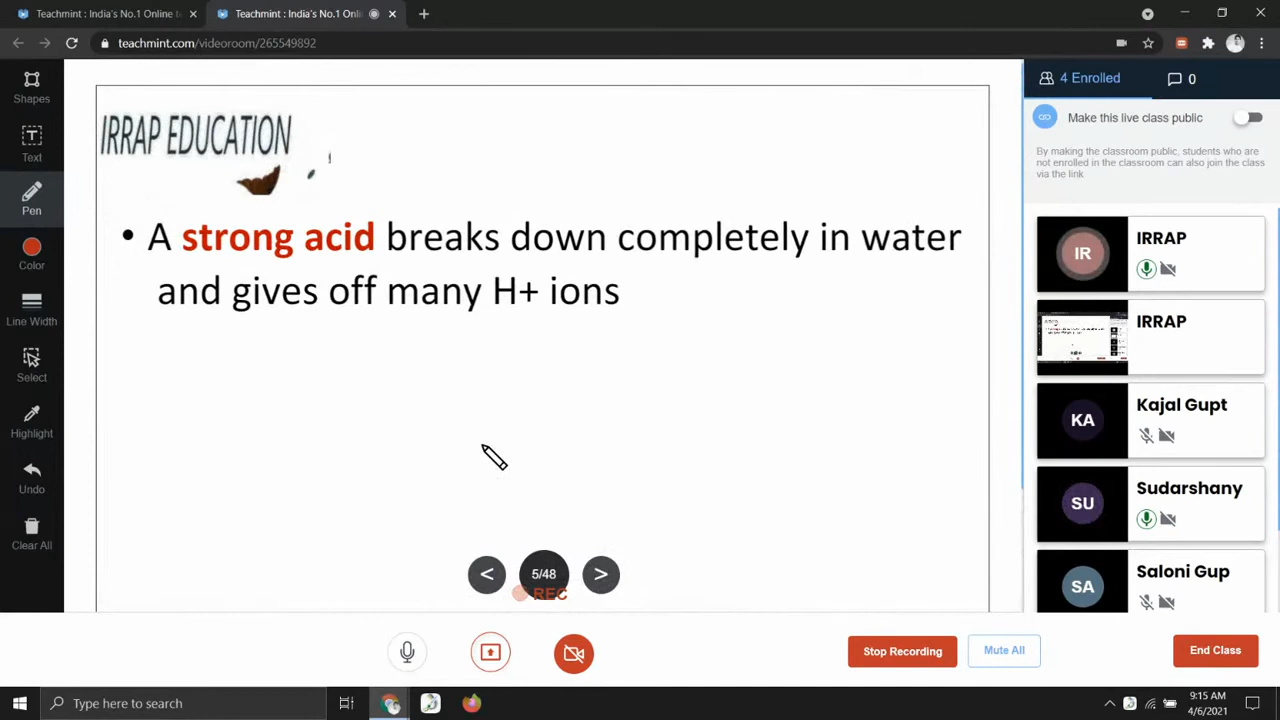 Teachmint: India's No.1 Online t
Teachmint: India's No.1 Onli
teachmint.com/videoroom/265549892
Shapes
Text
Pen
Color
Line Width
Select
Highlight
Undo
Clear All
IRRAP EDUCATION
• A strong acid breaks down completely in water
and gives off many H+ ions
< 5/48 >
REC
4 Enrolled
0
Make this live class public
By making the classroom public, students who are
not enrolled in the classroom can also join the class
via the link
IR
IRRAP
IRRAP
KA
Kajal Gupt
SU
Sudarshany
SA
Saloni Gup
Stop Recording
Mute All
End Class
Type here to search
9:15 AM
4/6/2021